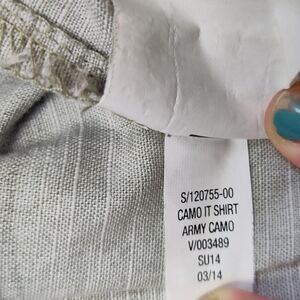 S/120755-00
CAMO IT SHIRT
ARMY CAMO
V/003489
SU14
03/14